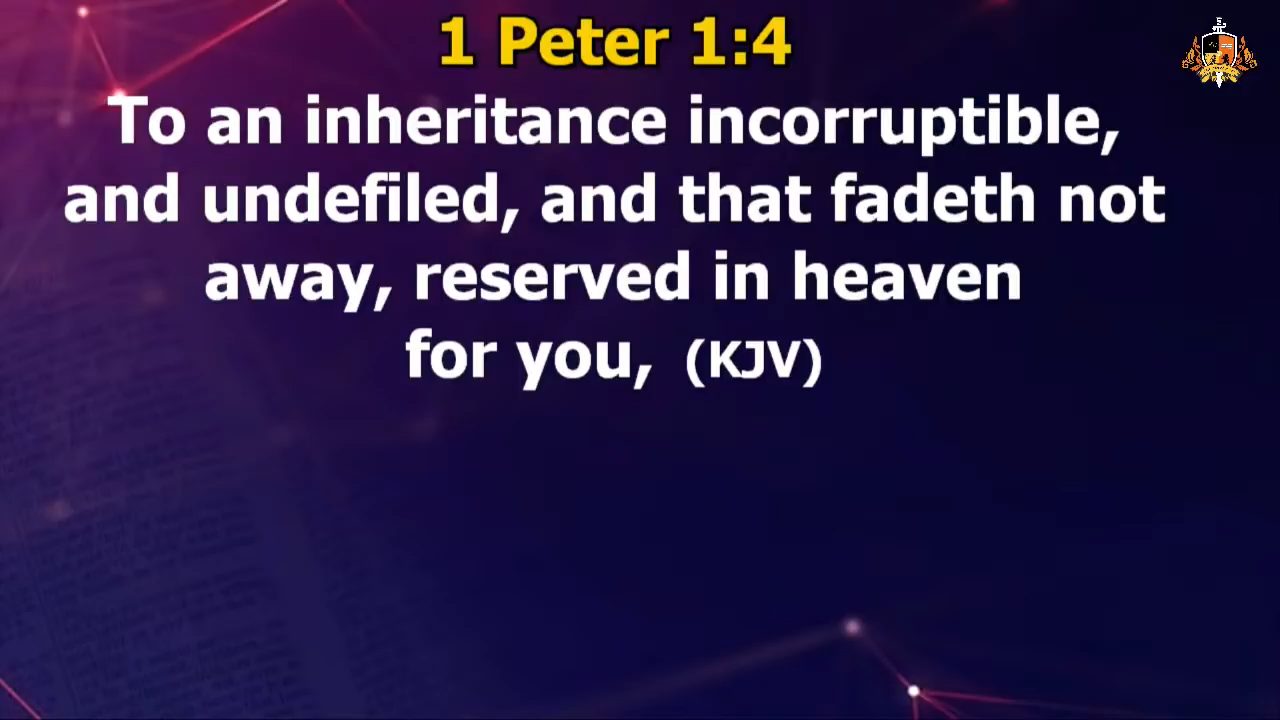 1 Peter 1:4
To an inheritance incorruptible,
and undefiled, and that fadeth not
away, reserved in heaven
for you, (KJV)